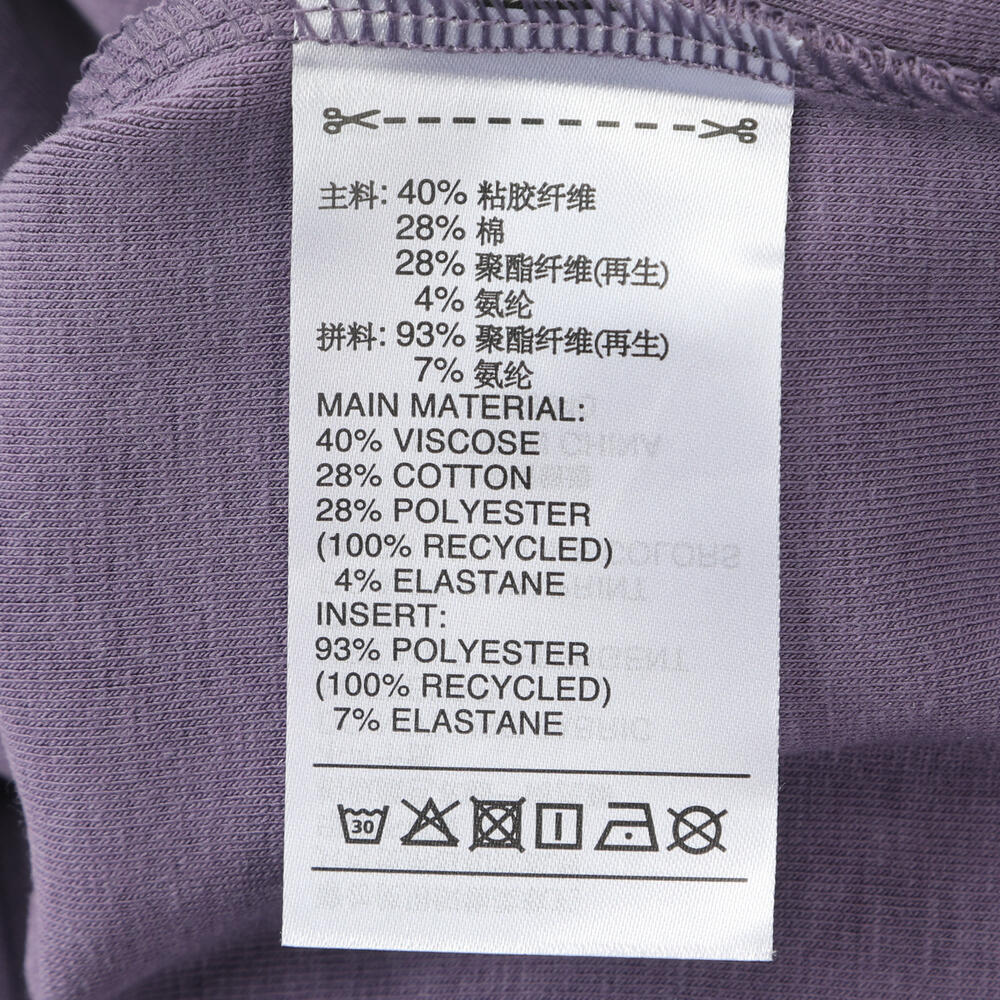 主料: 40% 粘胶纤维
28% 棉
28% 聚酯纤维(再生)
4% 氨纶
拼料: 93% 聚酯纤维(再生)
7% 氨纶
MAIN MATERIAL:
40% VISCOSE
28% COTTON
28% POLYESTER
(100% RECYCLED)
4% ELASTANE
INSERT:
93% POLYESTER
(100% RECYCLED)
7% ELASTANE
30